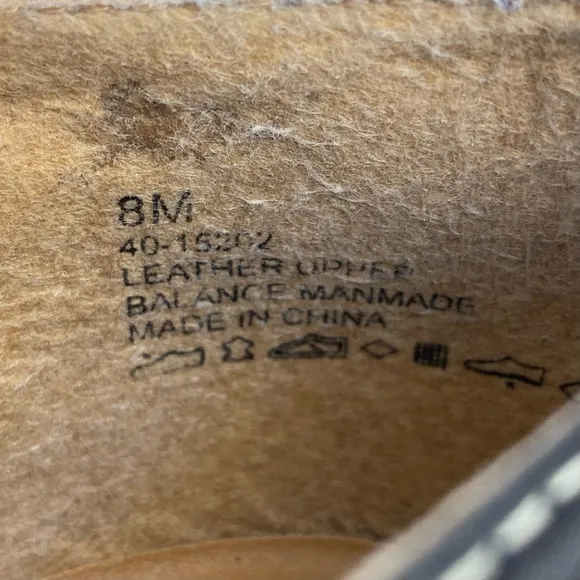 8M
40-15202
LEATHER UPPER
BALANCE MANMADE
MADE IN CHINA